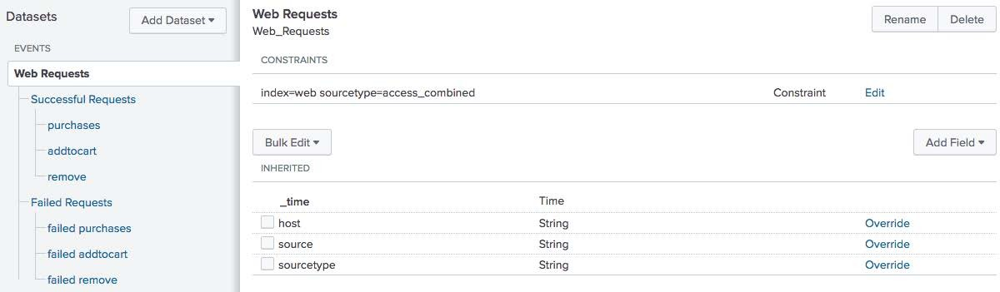 Datasets
Add Dataset
EVENTS
Web Requests
Successful Requests
purchases
addtocart
remove
Failed Requests
failed purchases
failed addtocart
failed remove
Web Requests
Web_Requests
Rename Delete
CONSTRAINTS
index=web sourcetype=access_combined Constraint Edit
Bulk Edit Add Field
INHERITED
_time Time
host String Override
source String Override
sourcetype String Override